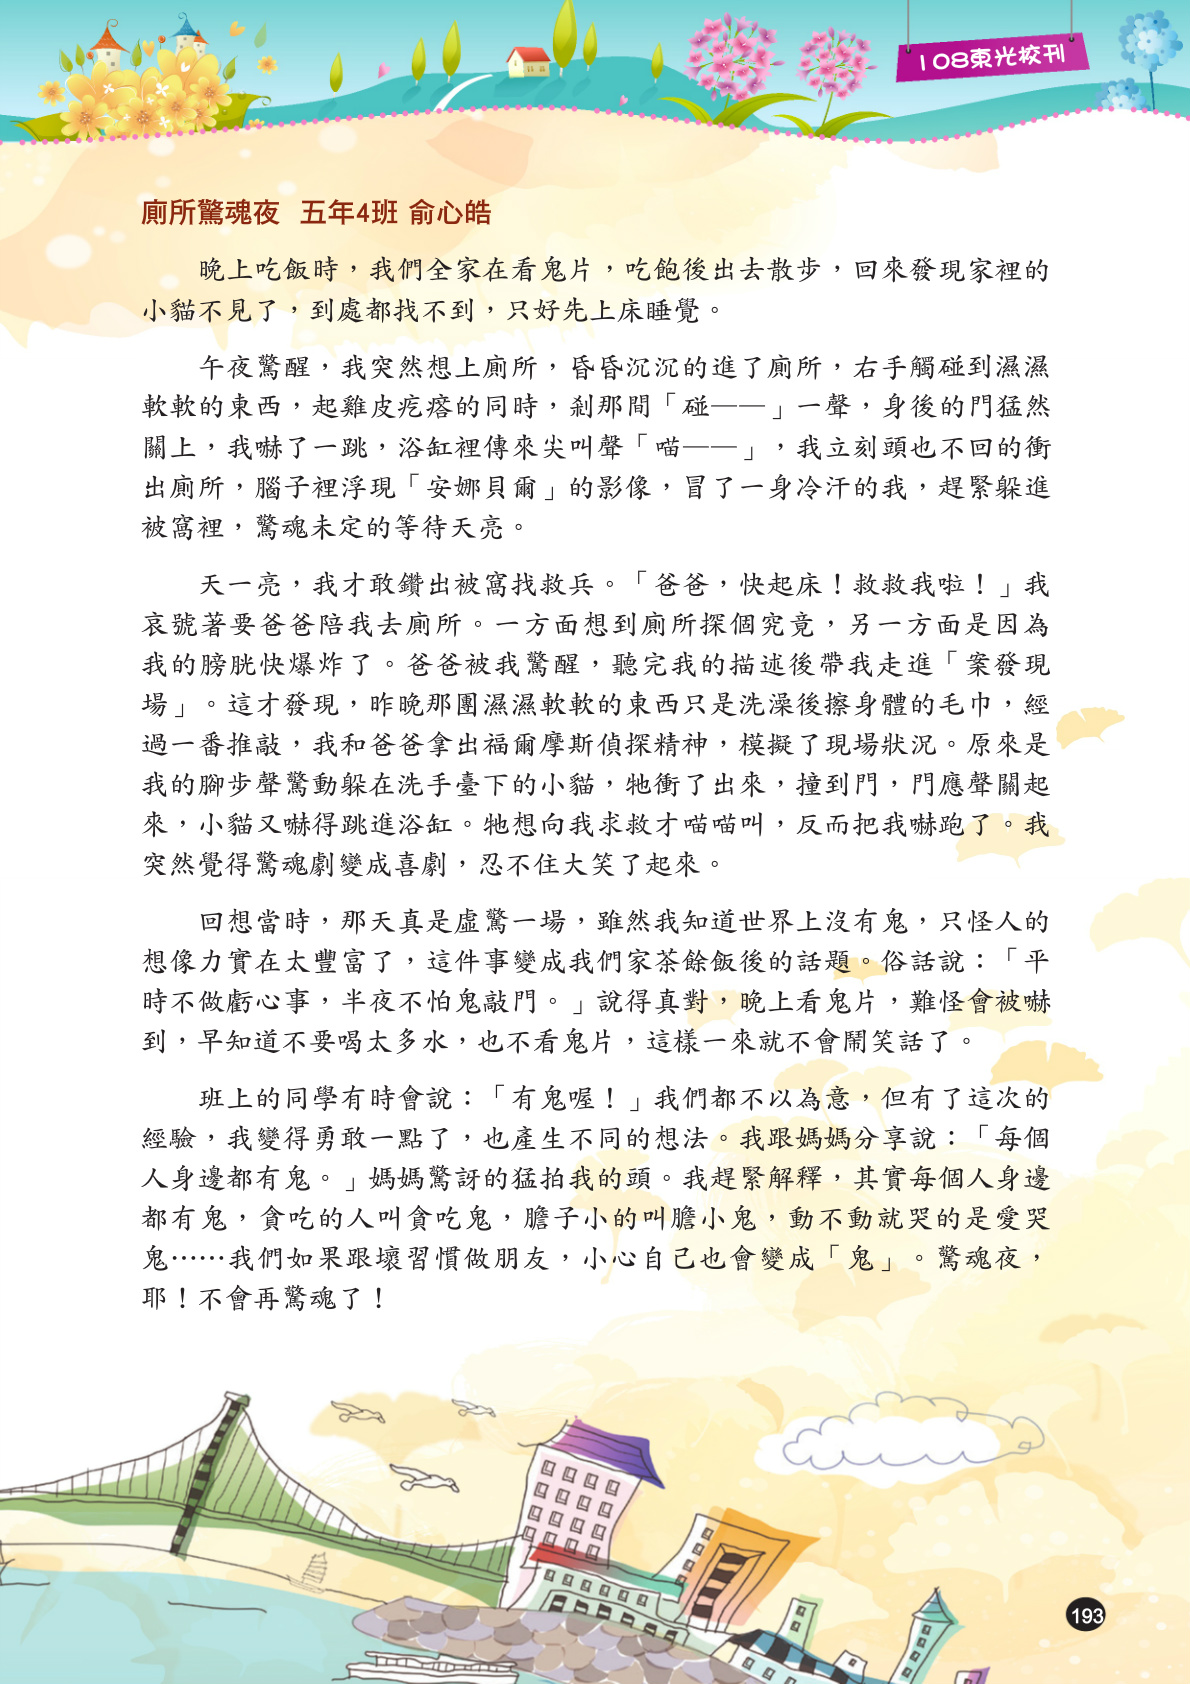 108東光校刊
廁所驚魂夜 五年4班 俞心皓
晚上吃飯時，我們全家在看鬼片，吃飽後出去散步，回來發現家裡的
小貓不見了，到處都找不到，只好先上床睡覺。
午夜驚醒，我突然想上廁所，昏昏沉沉的進了廁所，右手觸碰到濕濕
軟軟的東西，起雞皮疙瘩的同時，剎那間「碰——」一聲，身後的門猛然
關上，我嚇了一跳，浴缸裡傳來尖叫聲「喵——」，我立刻頭也不回的衝
出廁所，腦子裡浮現「安娜貝爾」的影像，冒了一身冷汗的我，趕緊躲進
被窩裡，驚魂未定的等待天亮。
天一亮，我才敢鑽出被窩找救兵。「爸爸，快起床！救救我啦！」我
哀號著要爸爸陪我去廁所。一方面想到廁所探個究竟，另一方面是因為
我的膀胱快爆炸了。爸爸被我驚醒，聽完我的描述後帶我走進「案發現
場」。這才發現，昨晚那團濕濕軟軟的東西只是洗澡後擦身體的毛巾，經
過一番推敲，我和爸爸拿出福爾摩斯偵探精神，模擬了現場狀況。原來是
我的腳步聲驚動躲在洗手臺下的小貓，牠衝了出來，撞到門，門應聲關起
來，小貓又嚇得跳進浴缸。牠想向我求救才喵喵叫，反而把我嚇跑了。我
突然覺得驚魂劇變成喜劇，忍不住大笑了起來。
回想當時，那天真是虛驚一場，雖然我知道世界上沒有鬼，只怪人的
想像力實在太豐富了，這件事變成我們家茶餘飯後的話題。俗話說：「平
時不做虧心事，半夜不怕鬼敲門。」說得真對，晚上看鬼片，難怪會被嚇
到，早知道不要喝太多水，也不看鬼片，這樣一來就不會鬧笑話了。
班上的同學有時會說：「有鬼喔！」我們都不以為意，但有了這次的
經驗，我變得勇敢一點了，也產生不同的想法。我跟媽媽分享說：「每個
人身邊都有鬼。」媽媽驚訝的猛拍我的頭。我趕緊解釋，其實每個人身邊
都有鬼，貪吃的人叫貪吃鬼，膽子小的叫膽小鬼，動不動就哭的是愛哭
鬼……我們如果跟壞習慣做朋友，小心自己也會變成「鬼」。驚魂夜，
耶！不會再驚魂了！
193